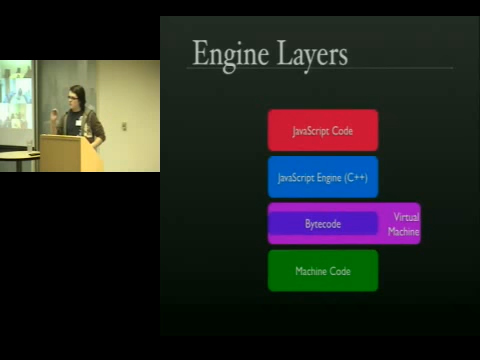 Engine Layers
JavaScript Code
JavaScript Engine (C++)
Bytecode
Virtual
Machine
Machine Code